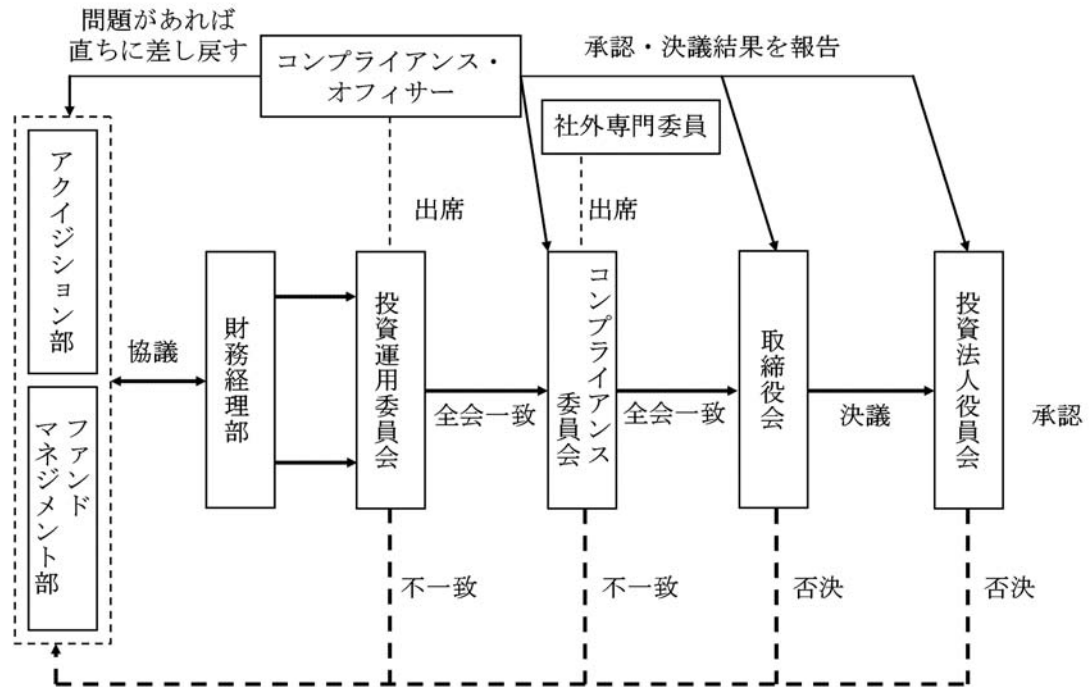 問題があれば
直ちに差し戻す
コンプライアンス・
オフィサー
承認・決議結果を報告
社外専門委員
出席
出席
アクイジション部
ファンド
マネジメント部
協議
財務経理部
投資運用委員会
全会一致
コンプライアンス
委員会
全会一致
取締役会
決議
投資法人役員会
承認
不一致
不一致
否決
否決